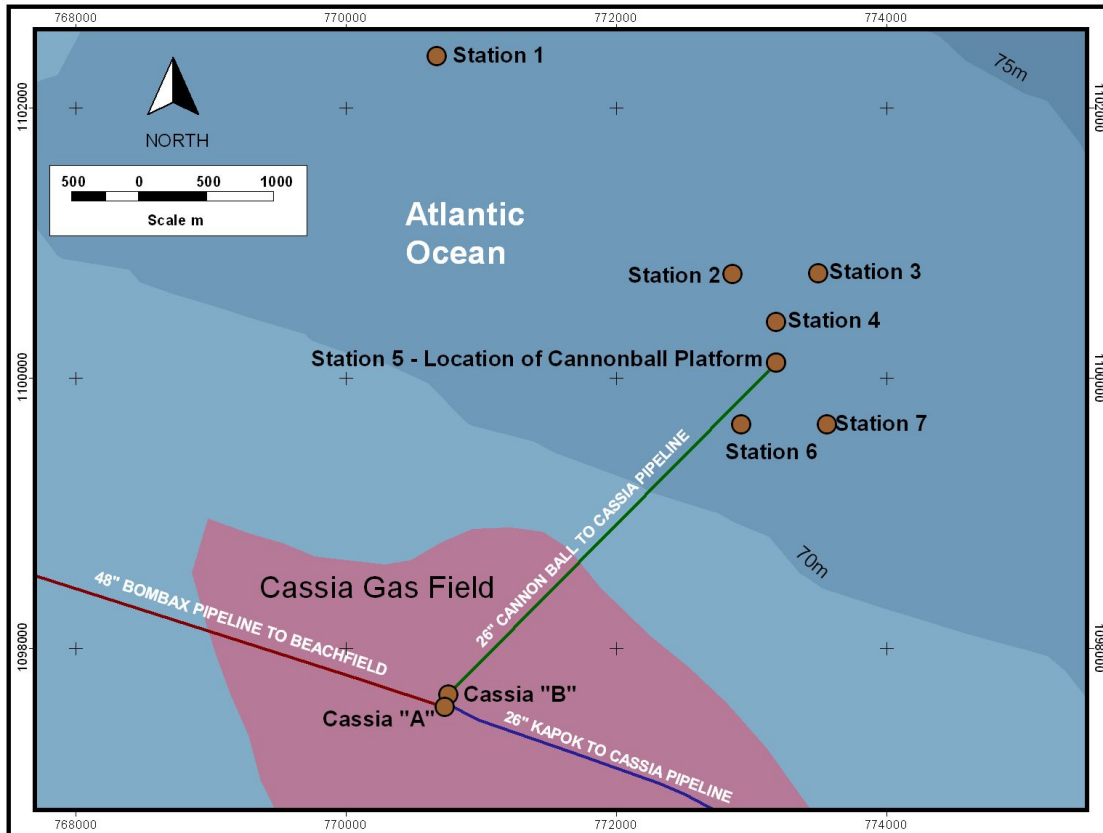 768000 770000 772000 774000
Station 1
75m
1102000
1102000
NORTH
500 0 500 1000
Scale m
Atlantic
Ocean
Station 2
Station 3
Station 4
Station 5 - Location of Cannonball Platform
1100000
1100000
Station 7
Station 6
26" CANNON BALL TO CASSIA PIPELINE
70m
Cassia Gas Field
48" BOMBAX PIPELINE TO BEACHFIELD
1098000
1098000
Cassia "B"
Cassia "A"
26" KAPOK TO CASSIA PIPELINE
768000 770000 772000 774000